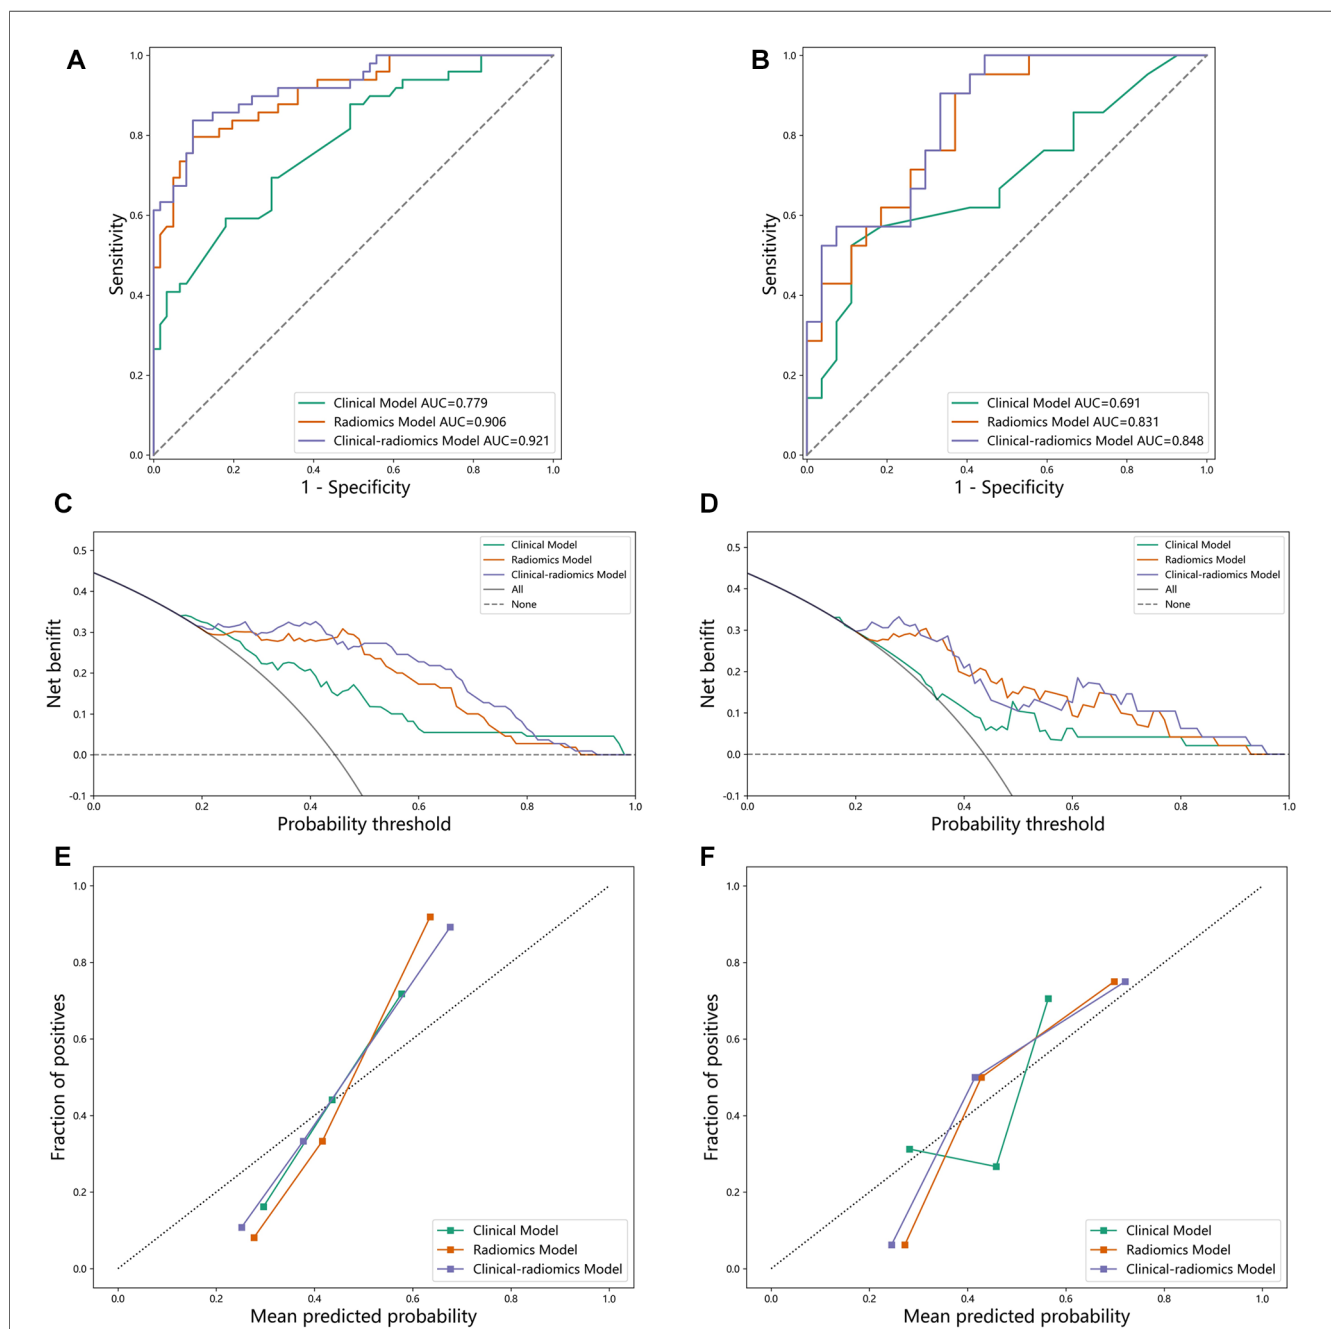 A
Sensitivity
1.0
0.8
0.6
0.4
0.2
0.0
Clinical Model AUC=0.779
Radiomics Model AUC=0.906
Clinical-radiomics Model AUC=0.921
0.0 0.2 0.4 0.6 0.8 1.0
1 - Specificity
B
Sensitivity
1.0
0.8
0.6
0.4
0.2
0.0
Clinical Model AUC=0.691
Radiomics Model AUC=0.831
Clinical-radiomics Model AUC=0.848
0.0 0.2 0.4 0.6 0.8 1.0
1 - Specificity
C
Net benifit
0.5
0.4
0.3
0.2
0.1
0.0
-0.1
Clinical Model
Radiomics Model
Clinical-radiomics Model
All
None
0.0 0.2 0.4 0.6 0.8 1.0
Probability threshold
D
Net benefit
0.5
0.4
0.3
0.2
0.1
0.0
-0.1
Clinical Model
Radiomics Model
Clinical-radiomics Model
All
None
0.0 0.2 0.4 0.6 0.8 1.0
Probability threshold
E
Fraction of positives
1.0
0.8
0.6
0.4
0.2
0.0
Clinical Model
Radiomics Model
Clinical-radiomics Model
0.0 0.2 0.4 0.6 0.8 1.0
Mean predicted probability
F
Fraction of positives
1.0
0.8
0.6
0.4
0.2
0.0
Clinical Model
Radiomics Model
Clinical-radiomics Model
0.0 0.2 0.4 0.6 0.8 1.0
Mean predicted probability